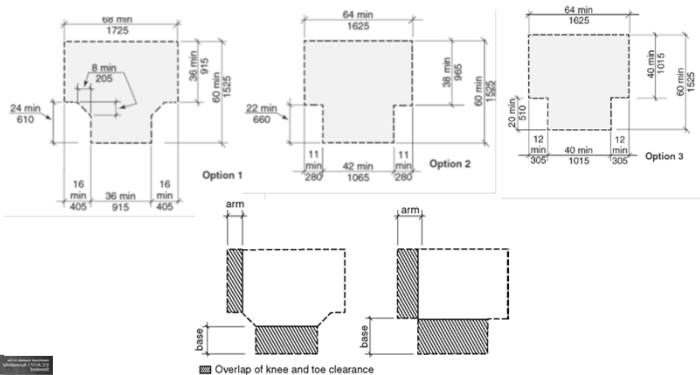 68 min
1725
8 min
205
36 min
915
60 min
1525
24 min
610
16
min
405
36 min
915
16
min
405
Option 1
64 min
1625
38 min
965
60 min
1525
22 min
660
11
min
280
42 min
1065
11
min
280
Option 2
64 min
1625
40 min
1015
60 min
1525
20 min
510
12
min
305
40 min
1015
12
min
305
Option 3
arm
base
arm
base
Overlap of knee and toe clearance